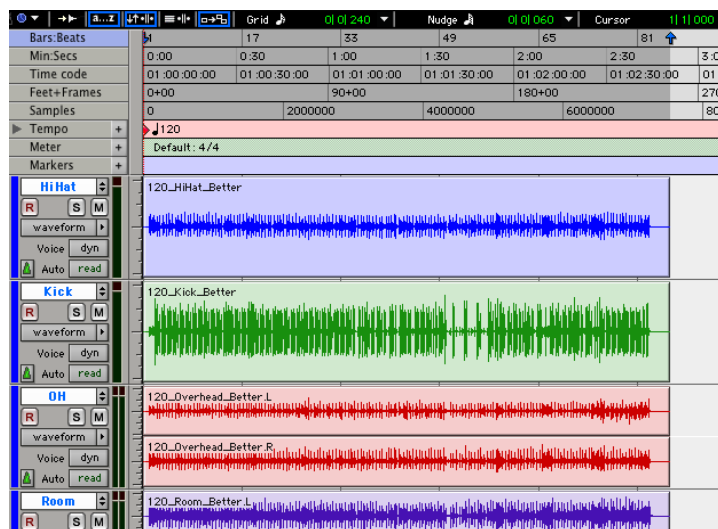 a...z Grid 0| 0| 240 Nudge 0| 0| 060 Cursor 1| 1| 000
Bars:Beats 1 17 33 49 65 81
Min:Secs 0:00 0:30 1:00 1:30 2:00 2:30 3:0
Time code 01:00:00:00 01:00:30:00 01:01:00:00 01:01:30:00 01:02:00:00 01:02:30:00 01
Feet+Frames 0+00 90+00 180+00 270
Samples 0 2000000 4000000 6000000 80
Tempo + 120
Meter + Default: 4/4
Markers +
HiHat 120_HiHat_Better
R S M
waveform
Voice dyn
Auto read
Kick 120_Kick_Better
R S M
waveform
Voice dyn
Auto read
OH 120_Overhead_Better.L
R S M
waveform
120_Overhead_Better.R
Voice dyn
Auto read
Room 120_Room_Better.L
R S M